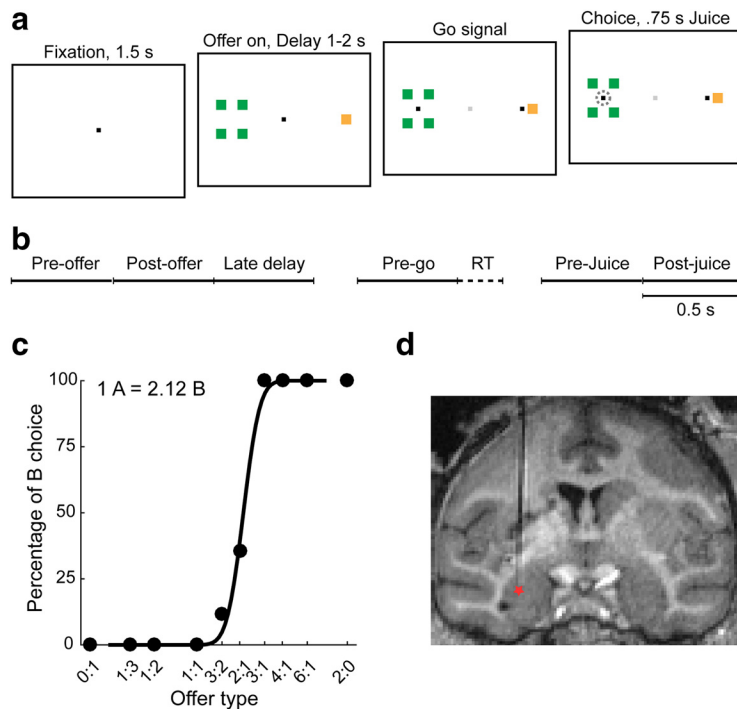 a
Fixation, 1.5 s
Offer on, Delay 1-2 s
Go signal
Choice, .75 s Juice
b
Pre-offer
Post-offer
Late delay
Pre-go
RT
Pre-Juice
Post-juice
0.5 s
c
1 A = 2.12 B
Percentage of B choice
100
75
50
25
0
0:1
1:3
1:2
1:1
3:2
2:1
3:1
4:1
6:1
2:0
Offer type
d